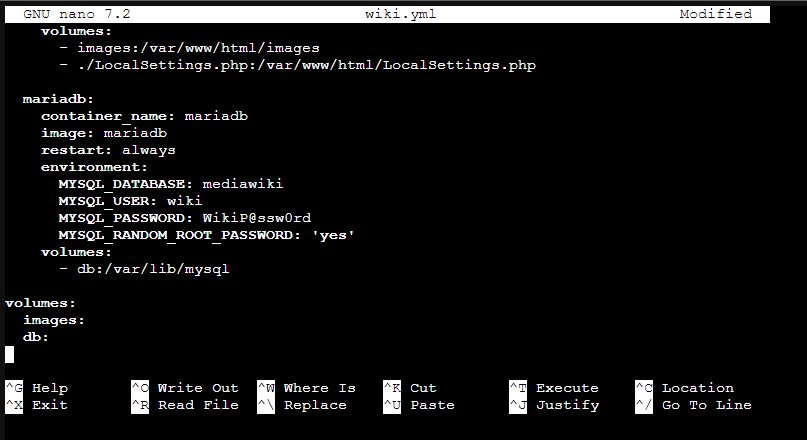 GNU nano 7.2 wiki.yml Modified
volumes:
- images:/var/www/html/images
- ./LocalSettings.php:/var/www/html/LocalSettings.php
mariadb:
container_name: mariadb
image: mariadb
restart: always
environment:
MYSQL_DATABASE: mediawiki
MYSQL_USER: wiki
MYSQL_PASSWORD: WikiP@ssw0rd
MYSQL_RANDOM_ROOT_PASSWORD: 'yes'
volumes:
- db:/var/lib/mysql
volumes:
images:
db:
^G Help ^O Write Out ^W Where Is ^K Cut ^T Execute ^C Location
^X Exit ^R Read File ^\ Replace ^U Paste ^J Justify ^/ Go To Line